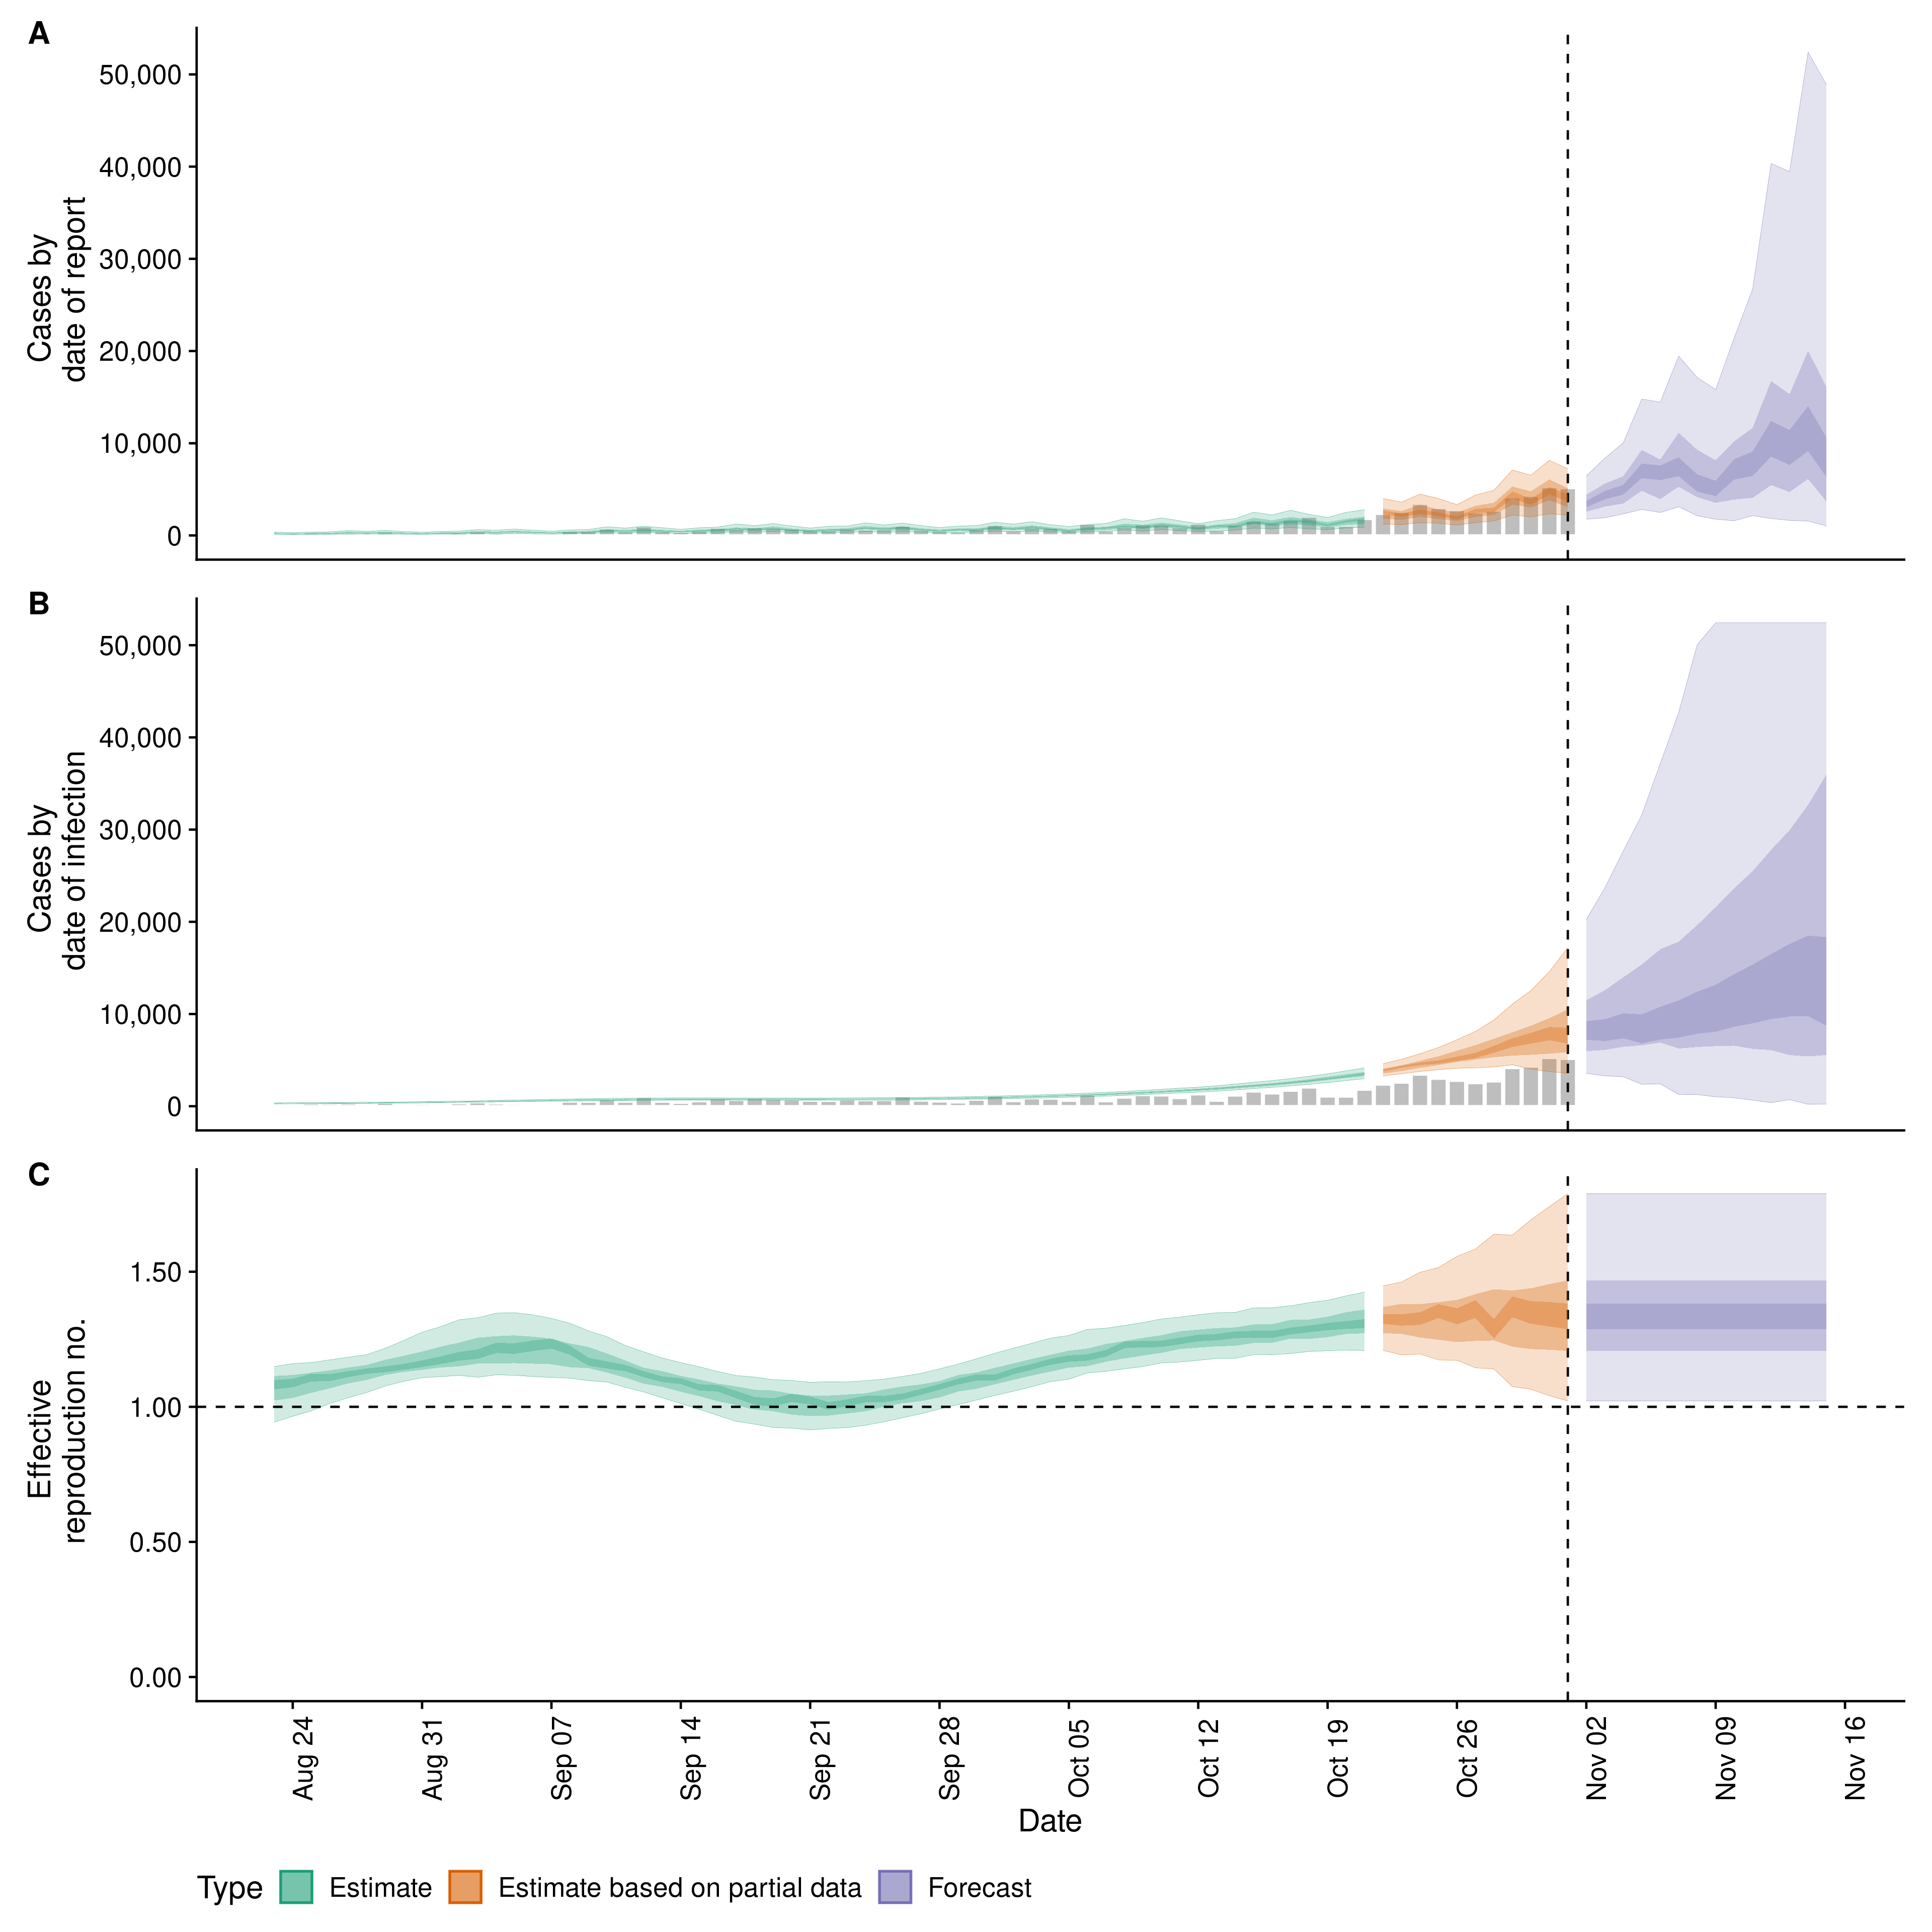 A
Cases by
date of report
50,000
40,000
30,000
20,000
10,000
0
B
Cases by
date of infection
50,000
40,000
30,000
20,000
10,000
0
C
Effective
reproduction no.
1.50
1.00
0.50
0.00
Aug 24
Aug 31
Sep 07
Sep 14
Sep 21
Sep 28
Oct 05
Oct 12
Oct 19
Oct 26
Nov 02
Nov 09
Nov 16
Date
Type Estimate Estimate based on partial data Forecast